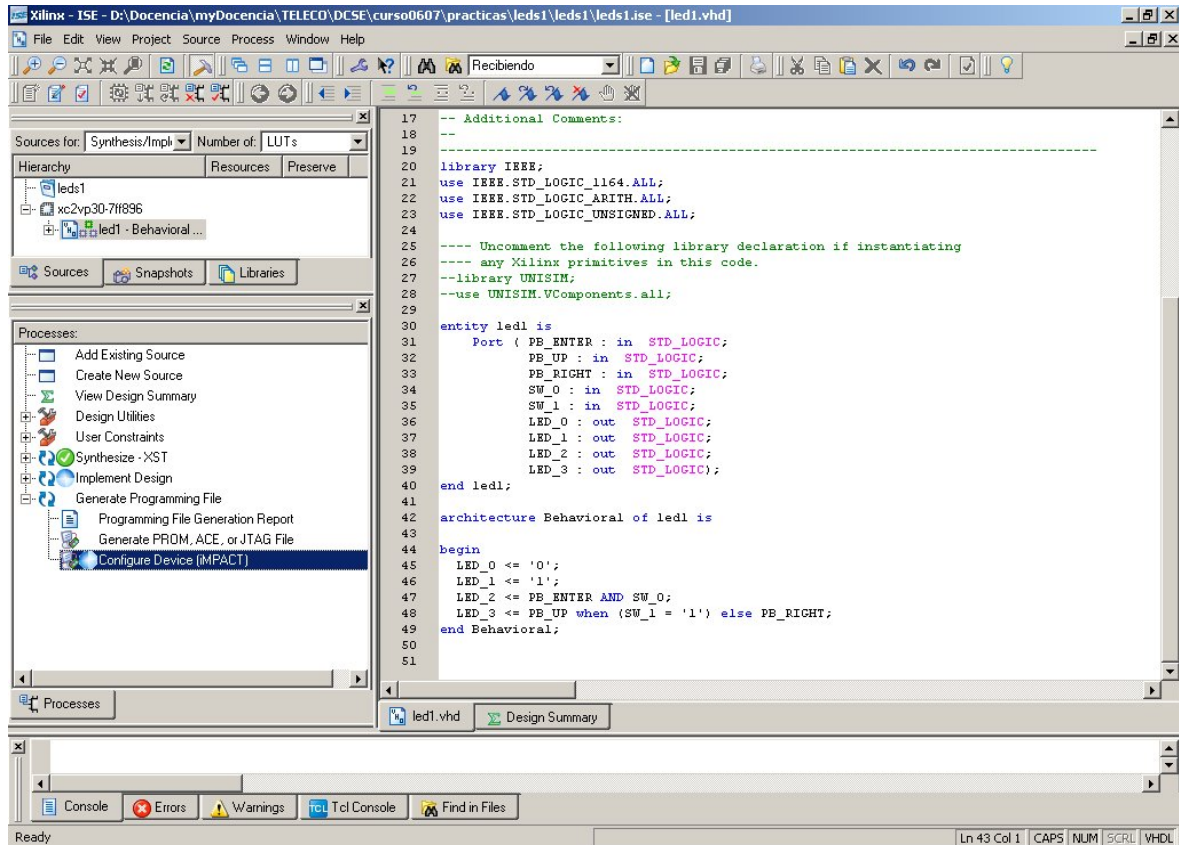 Xilinx - ISE - D:\Docencia\myDocencia\TELECO\DCSE\curso0607\practicas\leds1\leds1\leds1.ise - [led1.vhd]
File Edit View Project Source Process Window Help
Recibiendo
Sources for: Synthesis/Impl Number of: LUTs
Hierarchy Resources Preserve
leds1
xc2vp30-7ff896
led1 - Behavioral ...
Sources Snapshots Libraries
Processes:
Add Existing Source
Create New Source
View Design Summary
Design Utilities
User Constraints
Synthesize - XST
Implement Design
Generate Programming File
Programming File Generation Report
Generate PROM, ACE, or JTAG File
Configure Device (iMPACT)
Processes
17 -- Additional Comments:
18 --
19 ----------------------------------------------------------------------------------
20 library IEEE;
21 use IEEE.STD_LOGIC_1164.ALL;
22 use IEEE.STD_LOGIC_ARITH.ALL;
23 use IEEE.STD_LOGIC_UNSIGNED.ALL;
24
25 ---- Uncomment the following library declaration if instantiating
26 ---- any Xilinx primitives in this code.
27 --library UNISIM;
28 --use UNISIM.VComponents.all;
29
30 entity led1 is
31 Port ( PB_ENTER : in STD_LOGIC;
32 PB_UP : in STD_LOGIC;
33 PB_RIGHT : in STD_LOGIC;
34 SW_0 : in STD_LOGIC;
35 SW_1 : in STD_LOGIC;
36 LED_0 : out STD_LOGIC;
37 LED_1 : out STD_LOGIC;
38 LED_2 : out STD_LOGIC;
39 LED_3 : out STD_LOGIC);
40 end led1;
41
42 architecture Behavioral of led1 is
43
44 begin
45 LED_0 <= '0';
46 LED_1 <= '1';
47 LED_2 <= PB_ENTER AND SW_0;
48 LED_3 <= PB_UP when (SW_1 = '1') else PB_RIGHT;
49 end Behavioral;
50
51
led1.vhd Design Summary
Console Errors Warnings Tcl Console Find in Files
Ready Ln 43 Col 1 CAPS NUM SCRL VHDL